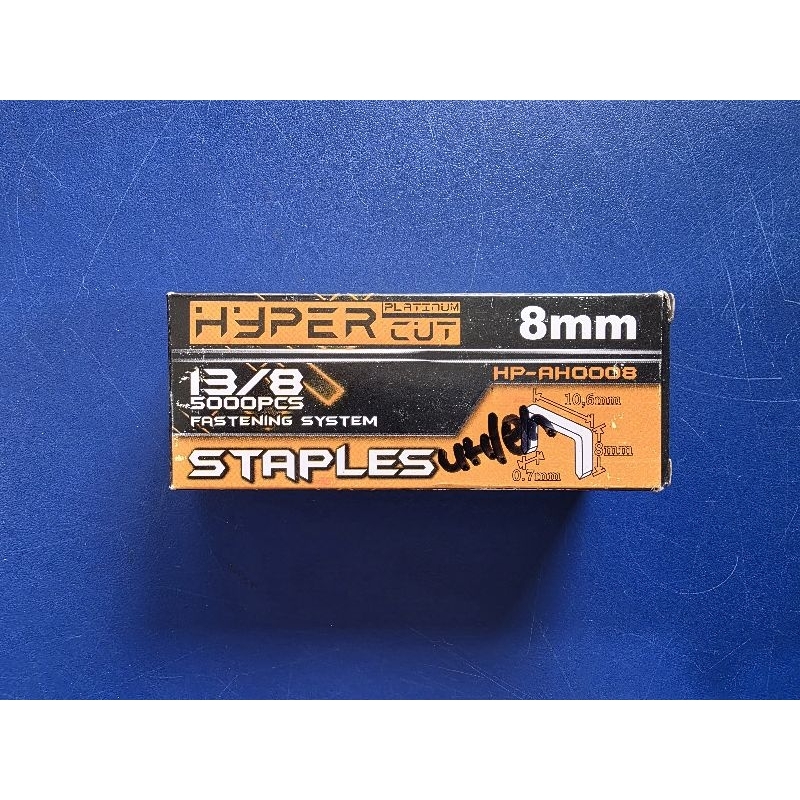 HYPER PLATINUM CUT
8mm
13/8
5000PCS
FASTENING SYSTEM
HP-AH0008
STAPLES
10,6mm
8mm
0.7mm